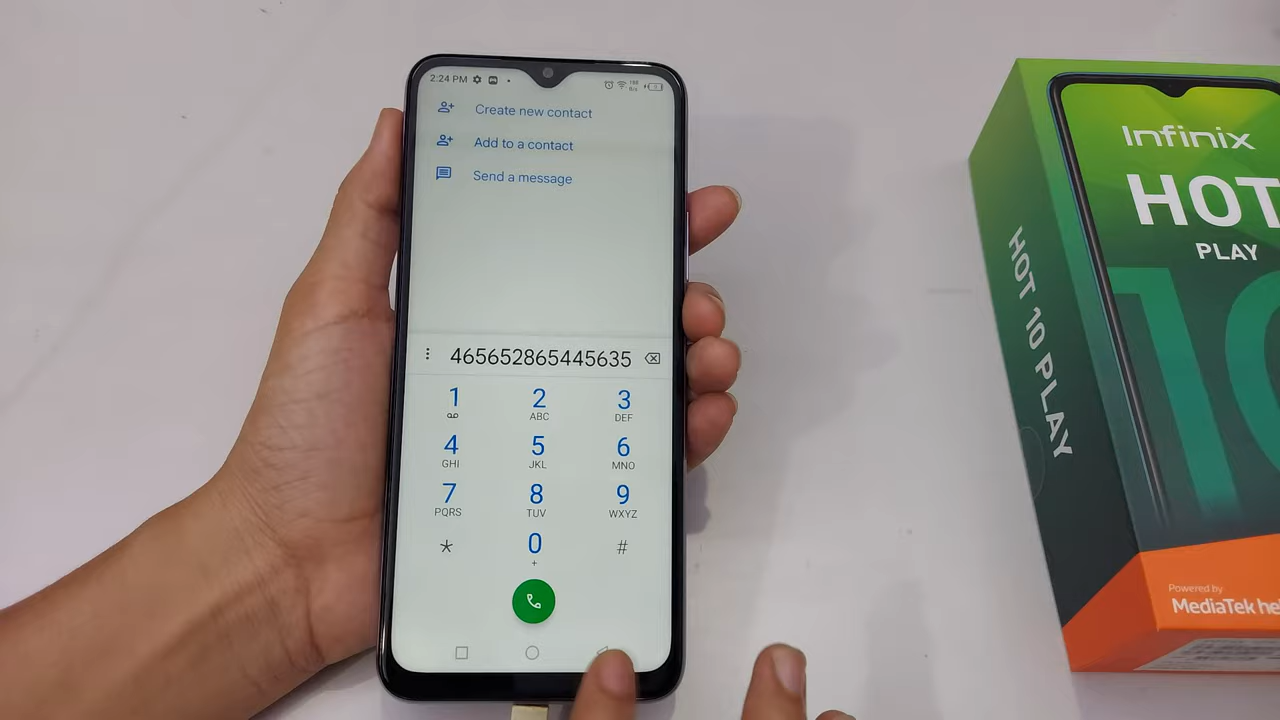 2:24 PM
Create new contact
Add to a contact
Send a message
465652865445635
1 2 3
ABC DEF
4 5 6
GHI JKL MNO
7 8 9
PQRS TUV WXYZ
* 0 #
+
Infinix
HOT
PLAY
10
HOT 10 PLAY
Powered by
MediaTek he